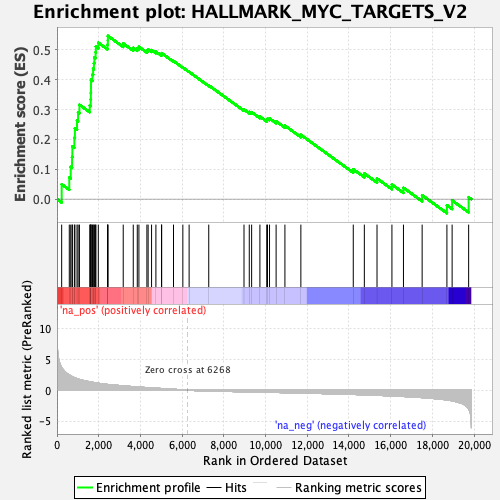 Enrichment plot: HALLMARK_MYC_TARGETS_V2
Enrichment score (ES)
0.5
0.4
0.3
0.2
0.1
0.0
'na_pos' (positively correlated)
Ranked list metric (PreRanked)
10
5
0
-5
Zero cross at 6268
'na_neg' (negatively correlated)
0 2,000 4,000 6,000 8,000 10,000 12,000 14,000 16,000 18,000 20,000
Rank in Ordered Dataset
Enrichment profile Hits Ranking metric scores